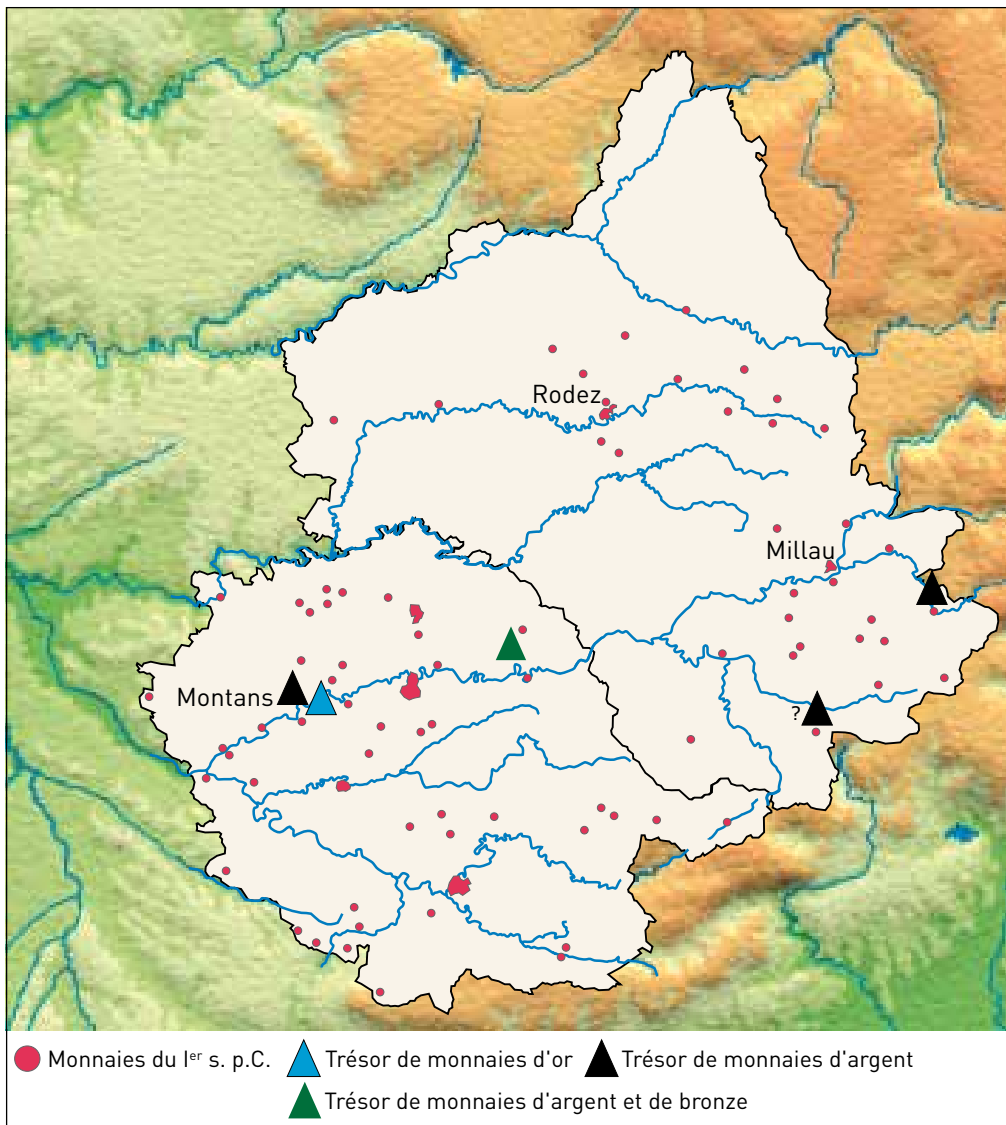 Rodez
Millau
Montans
?
Monnaies du Iᵉʳ s. p.C.
Trésor de monnaies d'or
Trésor de monnaies d'argent
Trésor de monnaies d'argent et de bronze